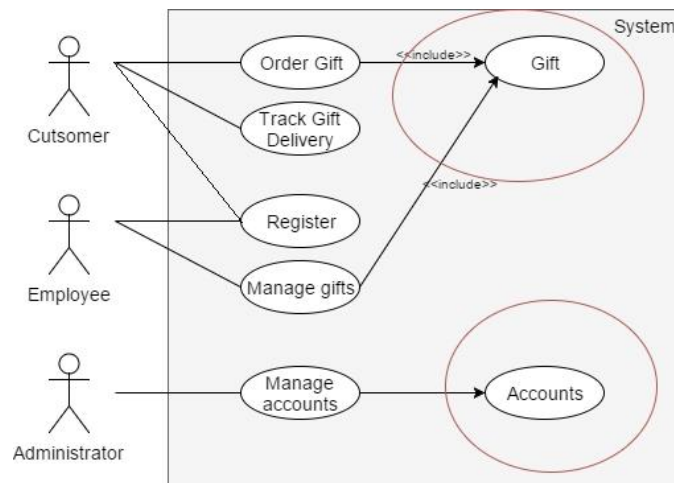 System
Order Gift
<<include>>
Gift
Cutsomer
Track Gift
Delivery
<<include>>
Register
Employee
Manage gifts
Manage
accounts
Accounts
Administrator